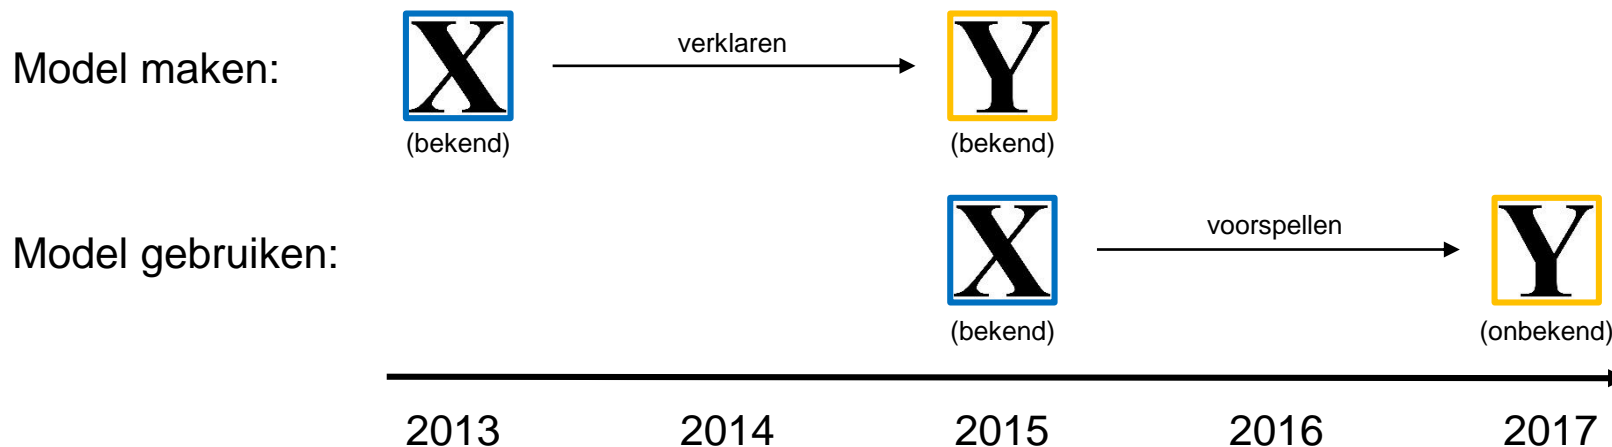 Model maken:
X
verklaren
Y
(bekend)
(bekend)
Model gebruiken:
X
voorspellen
Y
(bekend)
(onbekend)
2013
2014
2015
2016
2017